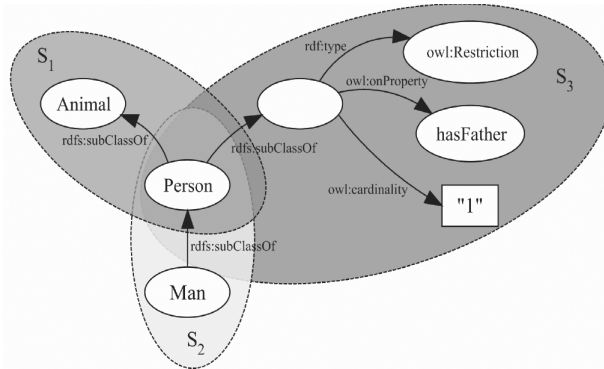 rdf:type
owl:Restriction
S1
owl:onProperty
S3
Animal
rdfs:subClassOf
rdfs:subClassOf
hasFather
Person
owl:cardinality
"1"
rdfs:subClassOf
Man
S2